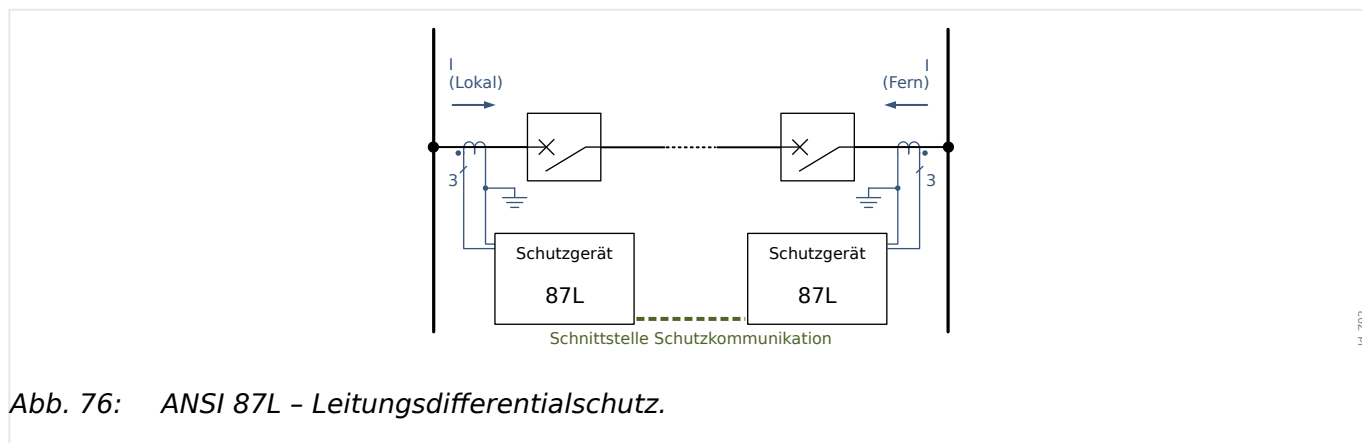 I
(Lokal)
I
(Fern)
3
3
Schutzgerät
87L
Schutzgerät
87L
Schnittstelle Schutzkommunikation
Abb. 76: ANSI 87L – Leitungsdifferentialschutz.